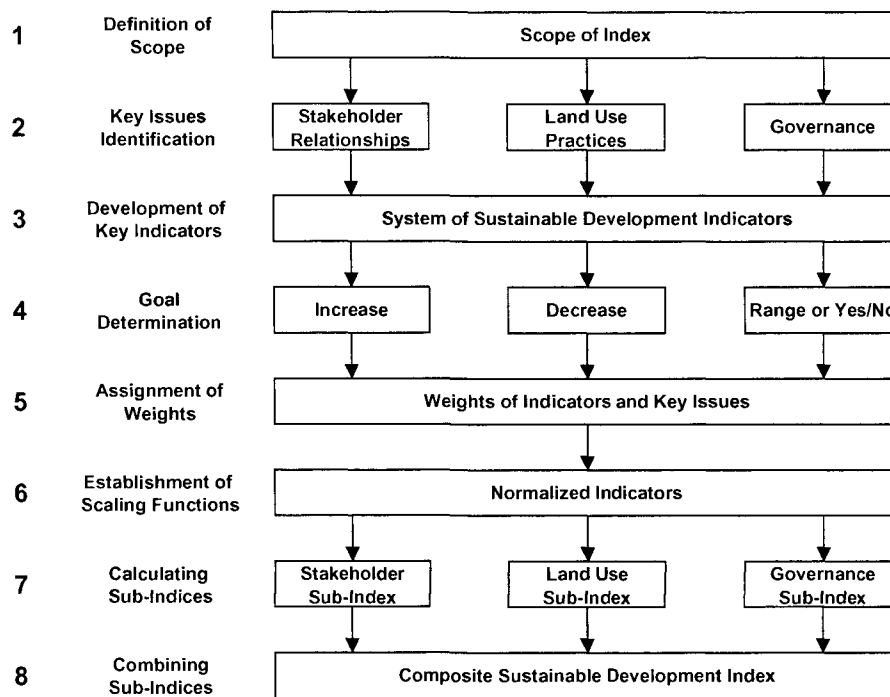 1
Definition of
Scope
Scope of Index
2
Key Issues
Identification
Stakeholder
Relationships
Land Use
Practices
Governance
3
Development of
Key Indicators
System of Sustainable Development Indicators
4
Goal
Determination
Increase
Decrease
Range or Yes/No
5
Assignment of
Weights
Weights of Indicators and Key Issues
6
Establishment of
Scaling Functions
Normalized Indicators
7
Calculating
Sub-Indices
Stakeholder
Sub-Index
Land Use
Sub-Index
Governance
Sub-Index
8
Combining
Sub-Indices
Composite Sustainable Development Index